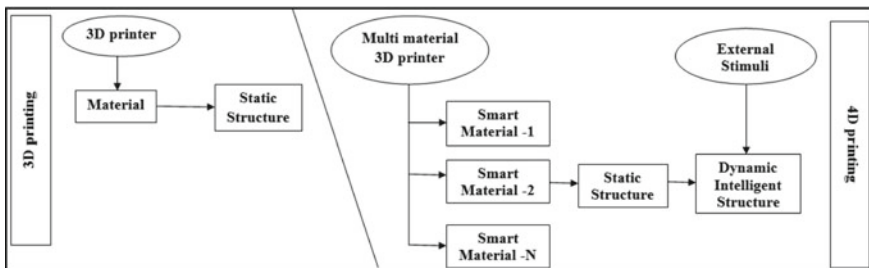 3D printing
3D printer
Material
Static
Structure
Multi material
3D printer
Smart
Material -1
Smart
Material -2
Smart
Material -N
Static
Structure
External
Stimuli
Dynamic
Intelligent
Structure
4D printing